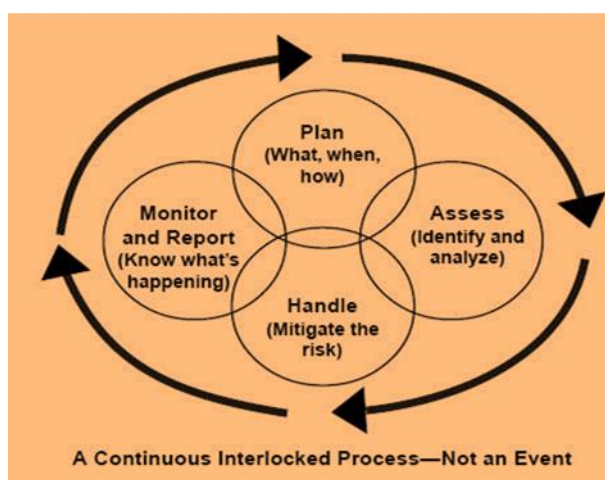 Plan
(What, when,
how)
Monitor
and Report
(Know what's
happening)
Assess
(Identify and
analyze)
Handle
(Mitigate the
risk)
A Continuous Interlocked Process—Not an Event